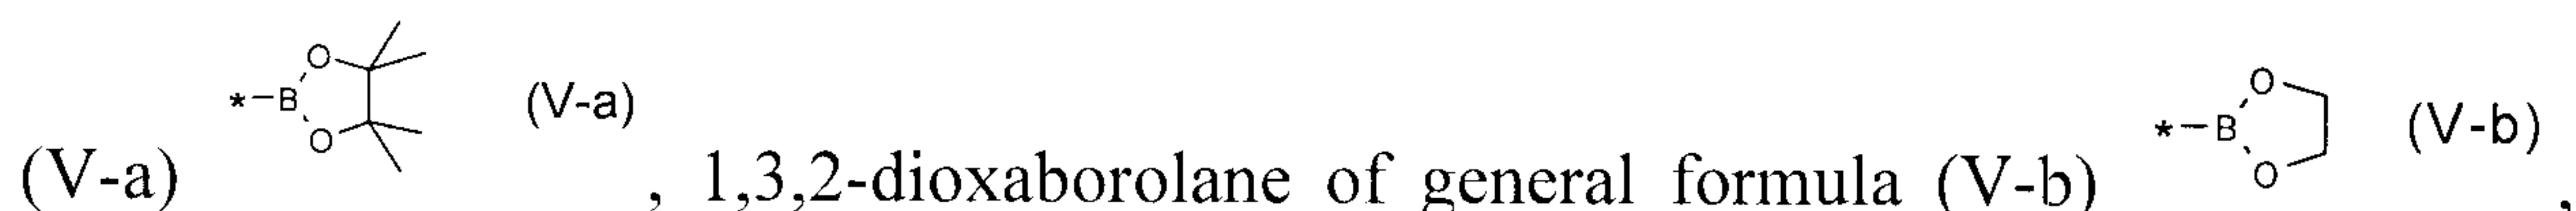 (V-a) *-B O O (V-a) , 1,3,2-dioxaborolane of general formula (V-b) *-B O O (V-b) ,